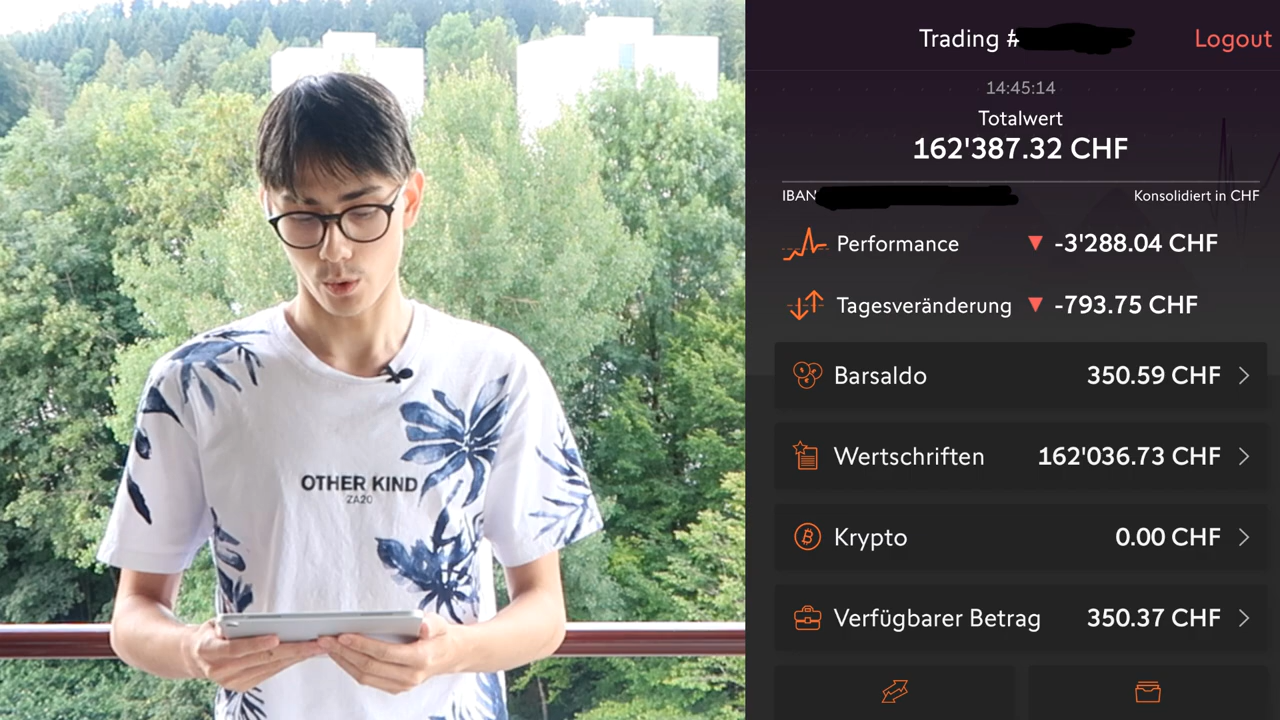 OTHER KIND
ZA20
Trading #
Logout
14:45:14
Totalwert
162'387.32 CHF
IBAN
Konsolidiert in CHF
Performance -3'288.04 CHF
Tagesveränderung -793.75 CHF
Barsaldo 350.59 CHF
Wertschriften 162'036.73 CHF
Krypto 0.00 CHF
Verfügbarer Betrag 350.37 CHF